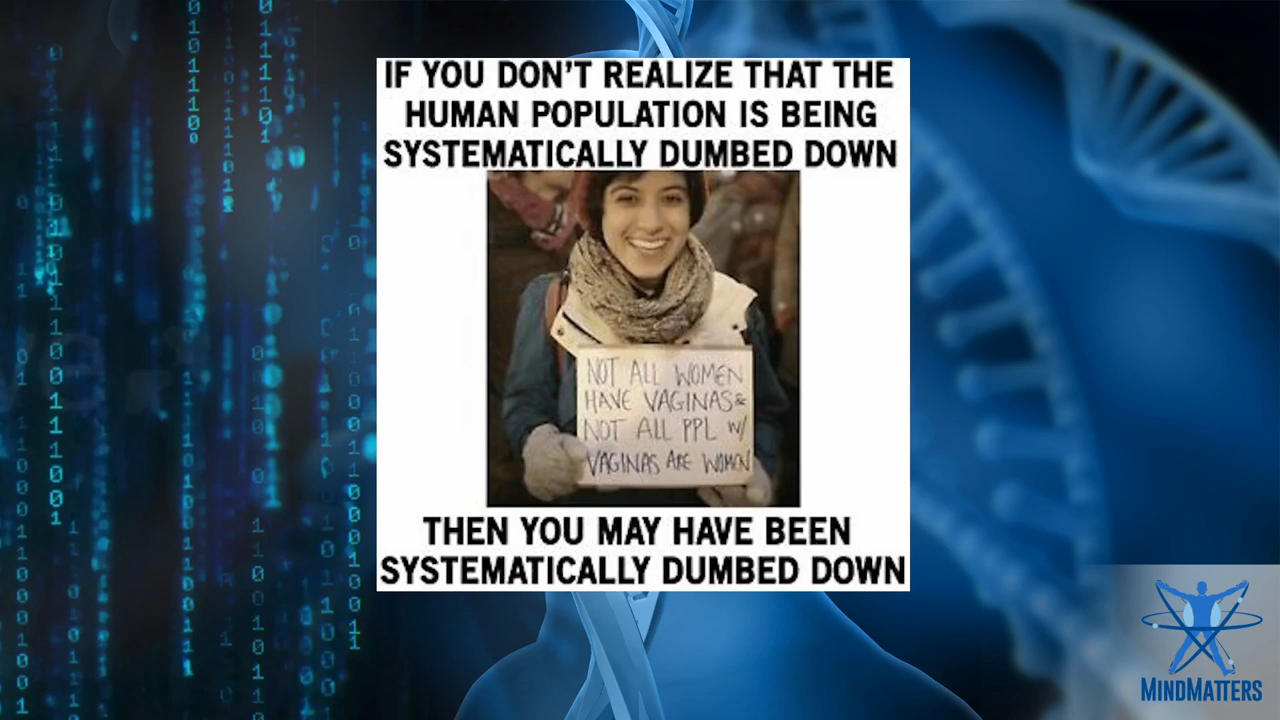 IF YOU DON'T REALIZE THAT THE
HUMAN POPULATION IS BEING
SYSTEMATICALLY DUMBED DOWN
NOT ALL WOMEN
HAVE VAGINAS &
NOT ALL PPL W/
VAGINAS ARE WOMEN
THEN YOU MAY HAVE BEEN
SYSTEMATICALLY DUMBED DOWN
MINDMATTERS